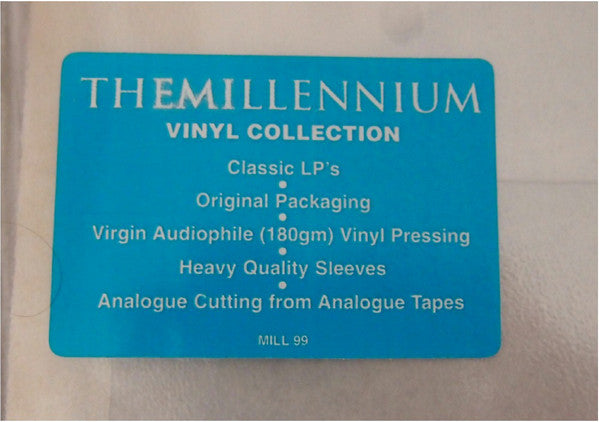 THEMILLENNIUM
VINYL COLLECTION
Classic LP's
•
Original Packaging
•
Virgin Audiophile (180gm) Vinyl Pressing
•
Heavy Quality Sleeves
•
Analogue Cutting from Analogue Tapes
MILL 99